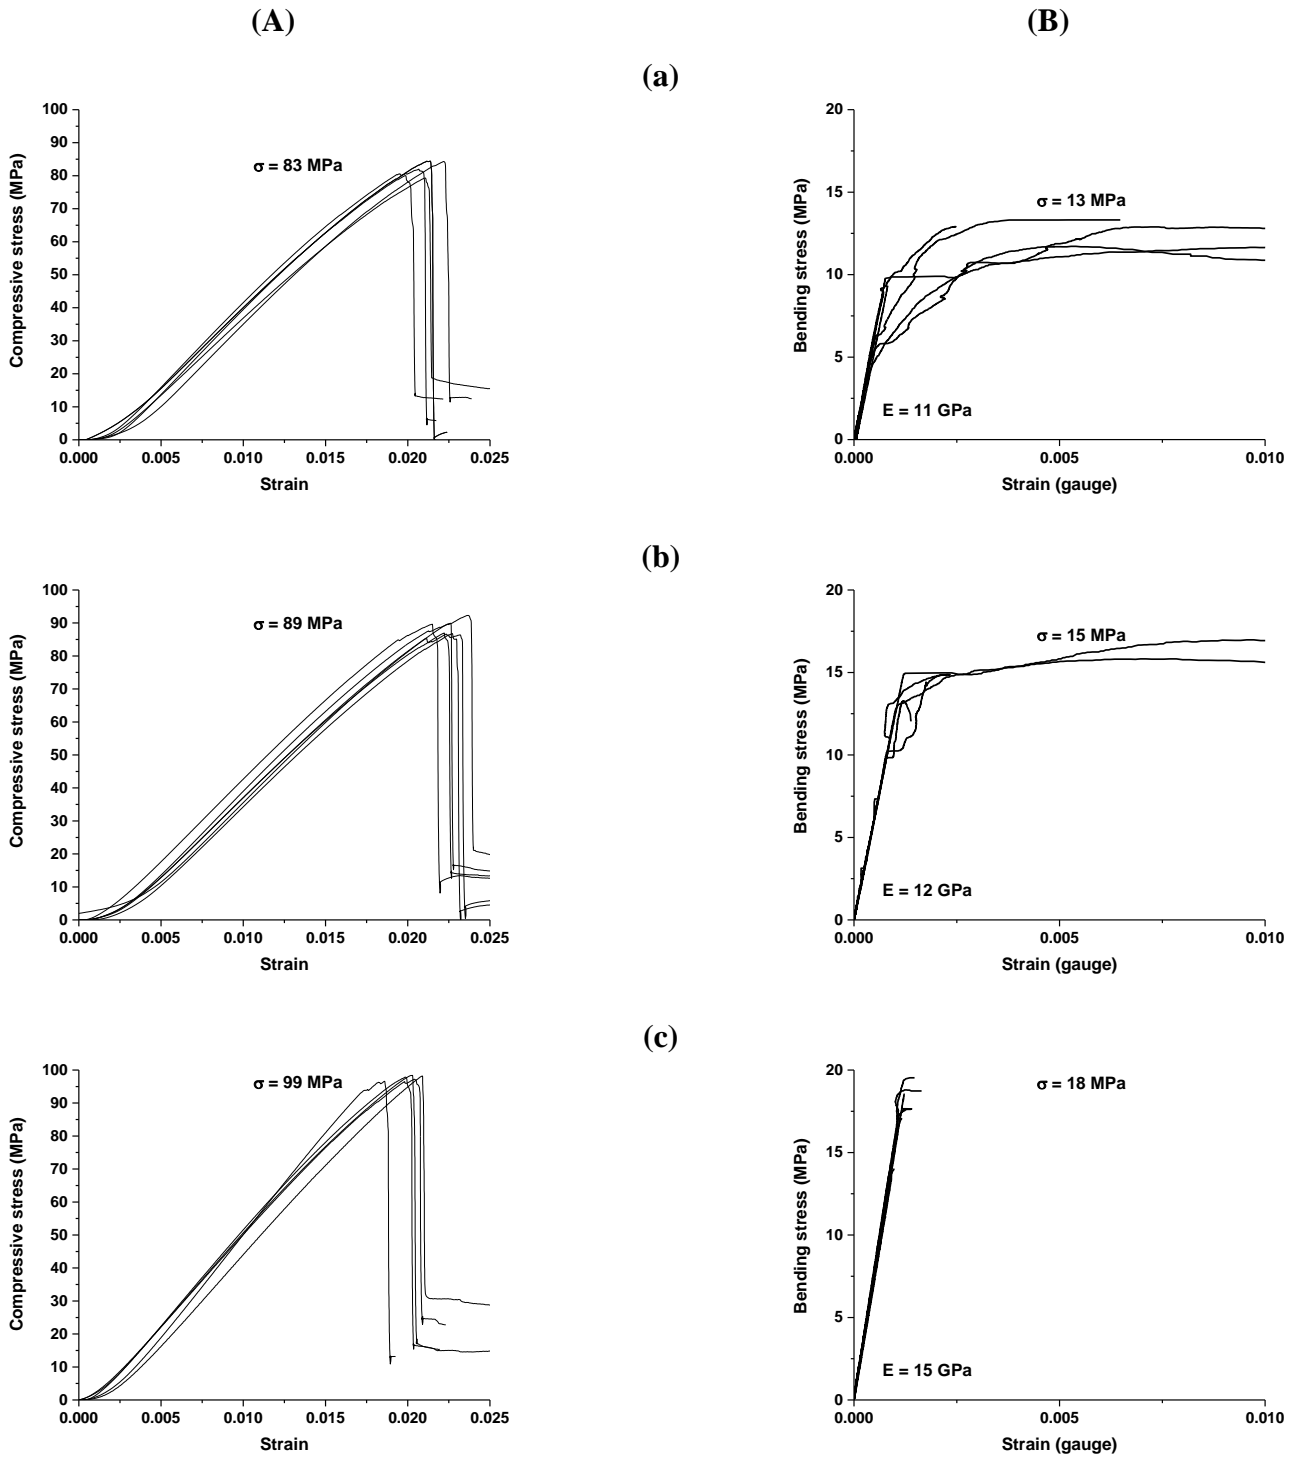 (A)
(B)
(a)
100
90
80
70
60
50
40
30
20
10
0
Compressive stress (MPa)
σ = 83 MPa
0.000 0.005 0.010 0.015 0.020 0.025
Strain
20
15
10
5
0
Bending stress (MPa)
σ = 13 MPa
E = 11 GPa
0.000 0.005 0.010
Strain (gauge)
(b)
100
90
80
70
60
50
40
30
20
10
0
Compressive stress (MPa)
σ = 89 MPa
0.000 0.005 0.010 0.015 0.020 0.025
Strain
20
15
10
5
0
Bending stress (MPa)
σ = 15 MPa
E = 12 GPa
0.000 0.005 0.010
Strain (gauge)
(c)
100
90
80
70
60
50
40
30
20
10
0
Compressive stress (MPa)
σ = 99 MPa
0.000 0.005 0.010 0.015 0.020 0.025
Strain
20
15
10
5
0
Bending stress (MPa)
σ = 18 MPa
E = 15 GPa
0.000 0.005 0.010
Strain (gauge)